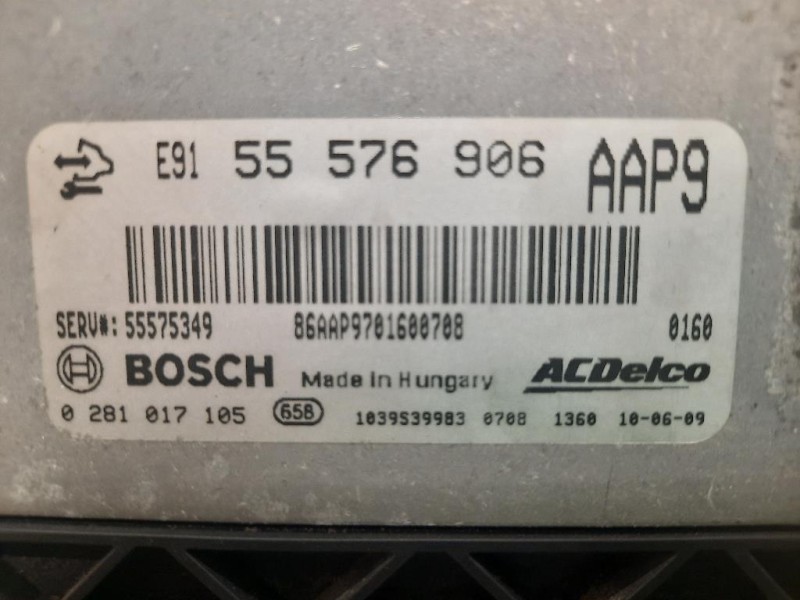 E91 55 576 906 AAP9
SERV#: 55575349 86AAP9701600708 0160
BOSCH Made in Hungary ACDelco
0 281 017 105 658 1039S39983 0708 1360 10-06-09